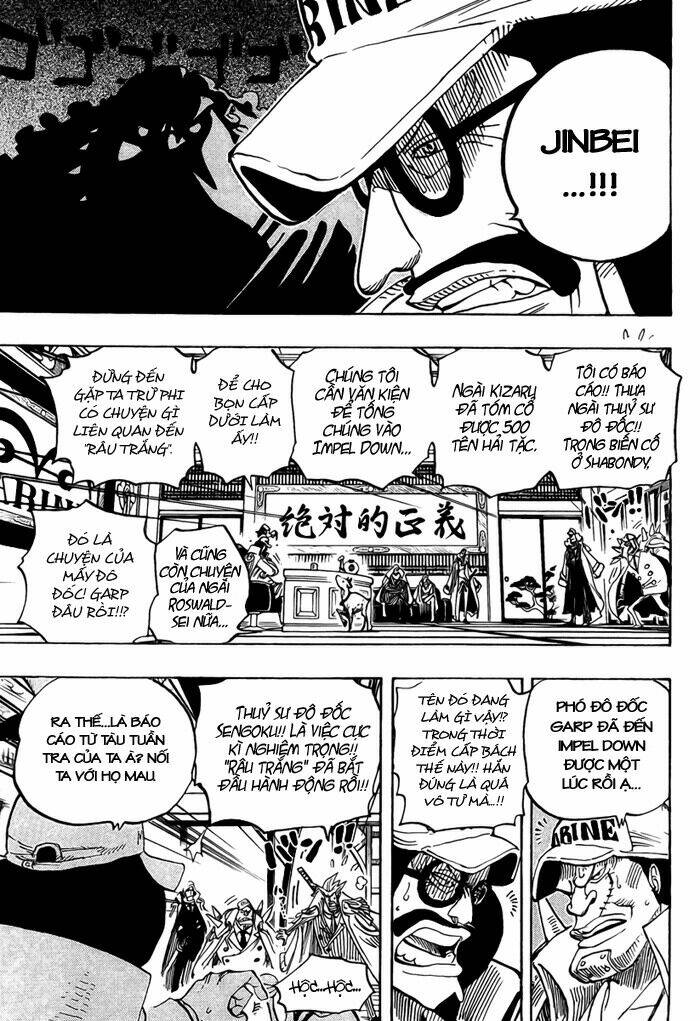 ゴゴゴゴゴ
RINE
JINBEI
...!!!
TÔI CÓ BÁO
CÁO!! THƯA
NGÀI THUỶ SƯ
ĐÔ ĐỐC!!
TRONG BIẾN CỐ
Ở SHABONDY,
NGÀI KIZARU
ĐÃ TÓM CỔ
ĐƯỢC 500
TÊN HẢI TẶC.
CHÚNG TÔI
CẦN VĂN KIỆN
ĐỂ TỐNG
CHÚNG VÀO
IMPEL DOWN...
ĐỂ CHO
BỌN CẤP
DƯỚI LÀM
ẤY!!
ĐỪNG ĐẾN
GẶP TA TRỪ PHI
CÓ CHUYỆN GÌ
LIÊN QUAN ĐẾN
"RÂU TRẮNG".
ARINE
絶対的正義
VÀ CŨNG
CÒN CHUYỆN
CỦA NGÀI
ROSWALD-
SEI NỮA...
ĐÓ LÀ
CHUYỆN CỦA
MẤY ĐÔ
ĐỐC! GARP
ĐÂU RỒI!!?
PHÓ ĐÔ ĐỐC
GARP ĐÃ ĐẾN
IMPEL DOWN
ĐƯỢC MỘT
LÚC RỒI Ạ...
TÊN ĐÓ ĐANG
LÀM GÌ VẬY!?
TRONG THỜI
ĐIỂM CẤP BÁCH
THẾ NÀY!! HẮN
ĐÚNG LÀ QUÁ
VÔ TƯ MÀ...!!
THUỶ SƯ ĐÔ ĐỐC
SENGOKU!! LÀ VIỆC CỰC
KÌ NGHIÊM TRỌNG!!
"RÂU TRẮNG" ĐÃ BẮT
ĐẦU HÀNH ĐỘNG RỒI!!
RA THẾ...LÀ BÁO
CÁO TỪ TÀU TUẦN
TRA CỦA TA À? NỐI
TA VỚI HỌ MAU.
RINE
HỘC...HỘC...